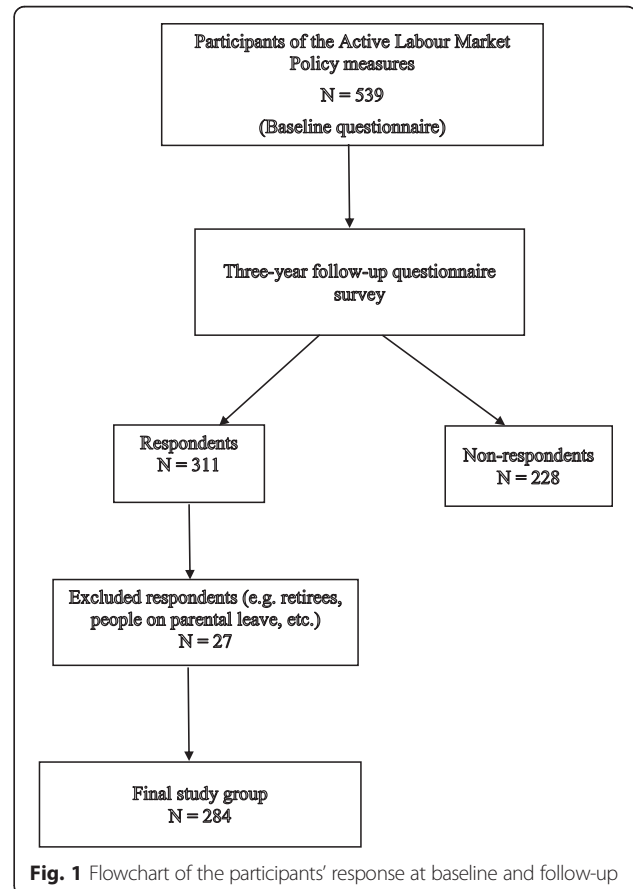 Participants of the Active Labour Market
Policy measures
N = 539
(Baseline questionnaire)
Three-year follow-up questionnaire
survey
Respondents
N = 311
Non-respondents
N = 228
Excluded respondents (e.g. retirees,
people on parental leave, etc.)
N = 27
Final study group
N = 284
Fig. 1 Flowchart of the participants’ response at baseline and follow-up